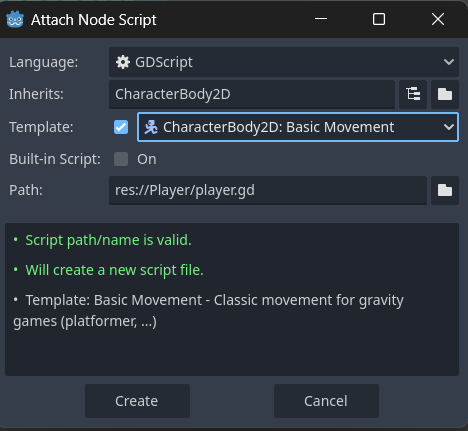 Attach Node Script
Language: GDScript
Inherits: CharacterBody2D
Template: CharacterBody2D: Basic Movement
Built-in Script: On
Path: res://Player/player.gd
• Script path/name is valid.
• Will create a new script file.
• Template: Basic Movement - Classic movement for gravity
games (platformer, ...)
Create Cancel